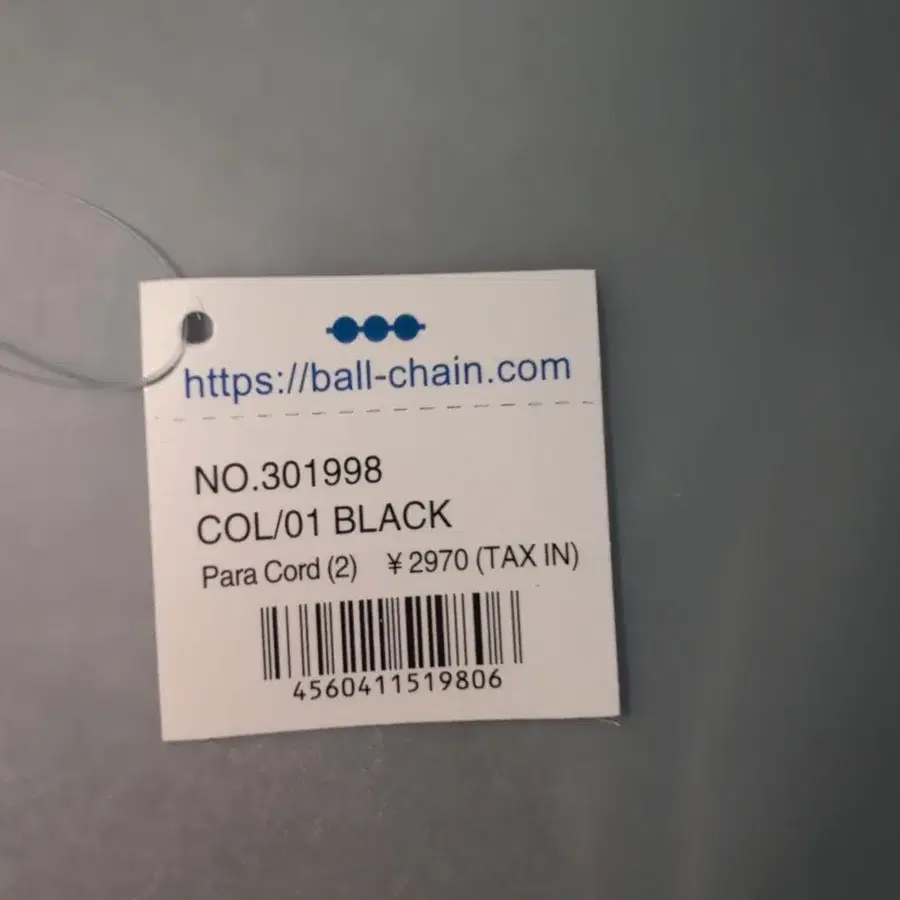 https://ball-chain.com
NO.301998
COL/01 BLACK
Para Cord (2) ¥2970 (TAX IN)
4560411519806